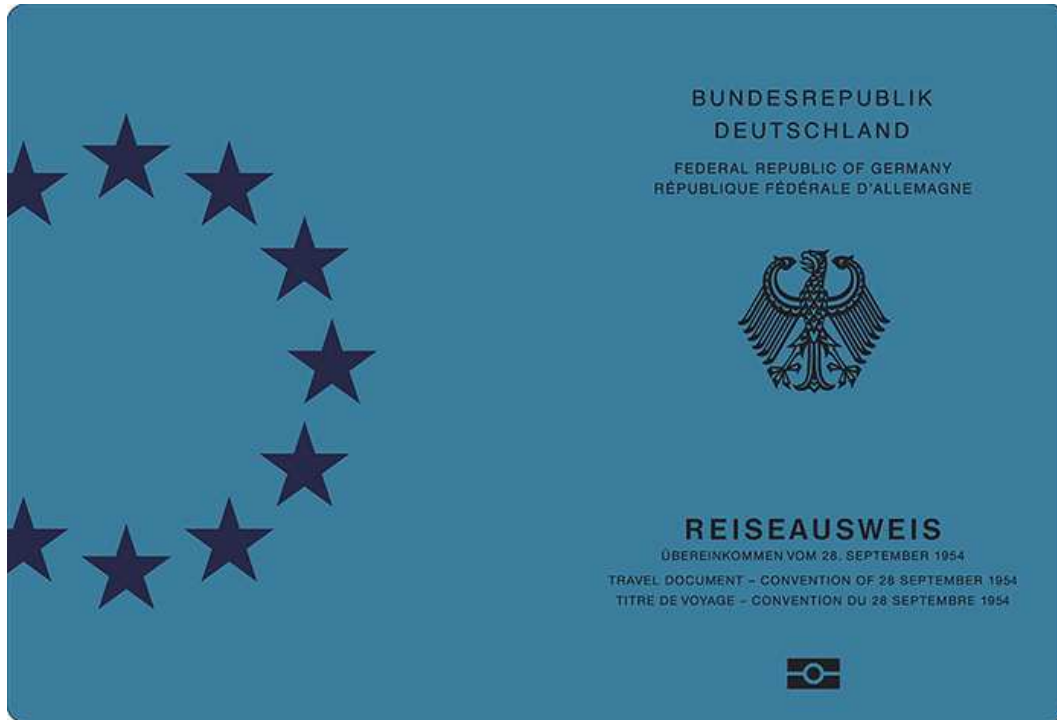 BUNDESREPUBLIK
DEUTSCHLAND
FEDERAL REPUBLIC OF GERMANY
RÉPUBLIQUE FÉDÉRALE D'ALLEMAGNE
REISEAUSWEIS
ÜBEREINKOMMEN VOM 28. SEPTEMBER 1954
TRAVEL DOCUMENT – CONVENTION OF 28 SEPTEMBER 1954
TITRE DE VOYAGE – CONVENTION DU 28 SEPTEMBRE 1954